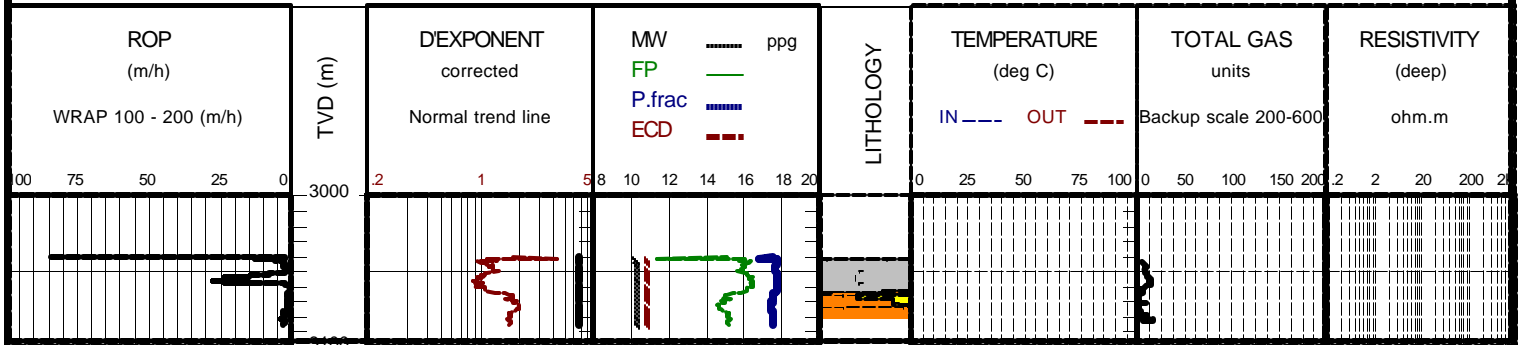 ROP
(m/h)
WRAP 100 - 200 (m/h)
100 75 50 25 0
TVD (m)
3000
D'EXPONENT
corrected
Normal trend line
.2 1 5
MW ppg
FP
P.frac
ECD
8 10 12 14 16 18 20
LITHOLOGY
TEMPERATURE
(deg C)
IN OUT
0 25 50 75 100
TOTAL GAS
units
Backup scale 200-600
0 50 100 150 200
RESISTIVITY
(deep)
ohm.m
.2 2 20 200